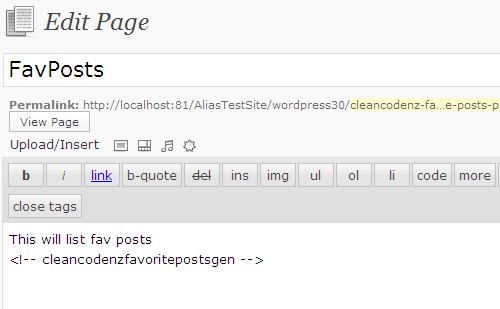 Edit Page
FavPosts
Permalink: http://localhost:81/AliasTestSite/wordpress30/cleancodenz-fa...e-posts-p
View Page
Upload/Insert
b i link b-quote del ins img ul ol li code more
close tags
This will list fav posts
<!-- cleancodenzfavoritepostsgen -->